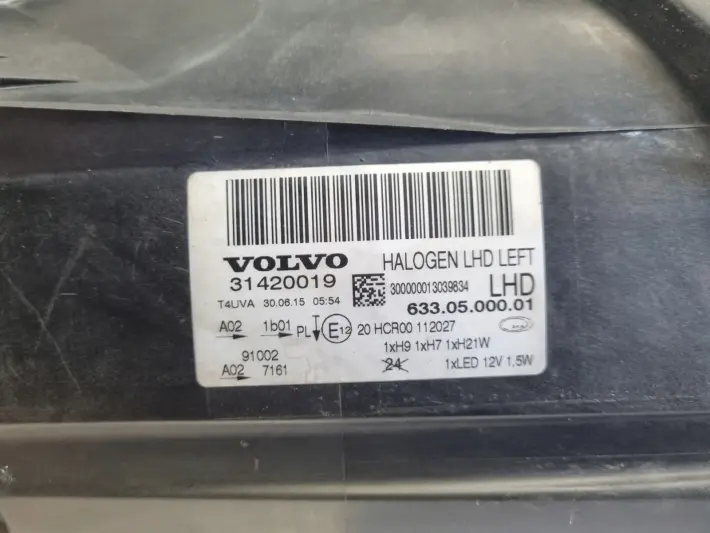 VOLVO HALOGEN LHD LEFT
31420019 300000013039834 LHD
T4UVA 30.06.15 05:54 633.05.000.01
A02 1b01 PL E12 20 HCR00 112027
1xH9 1xH7 1xH21W
91002 24 1xLED 12V 1,5W
A02 7161